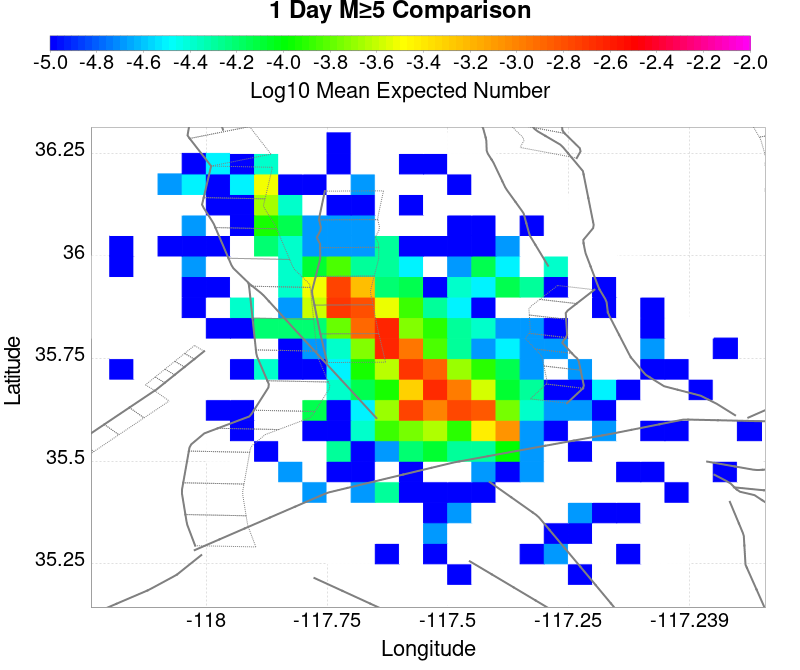 1 Day M≥5 Comparison
-5.0 -4.8 -4.6 -4.4 -4.2 -4.0 -3.8 -3.6 -3.4 -3.2 -3.0 -2.8 -2.6 -2.4 -2.2 -2.0
Log10 Mean Expected Number
36.25
36
35.75
35.5
35.25
Latitude
-118 -117.75 -117.5 -117.25 -117.239
Longitude